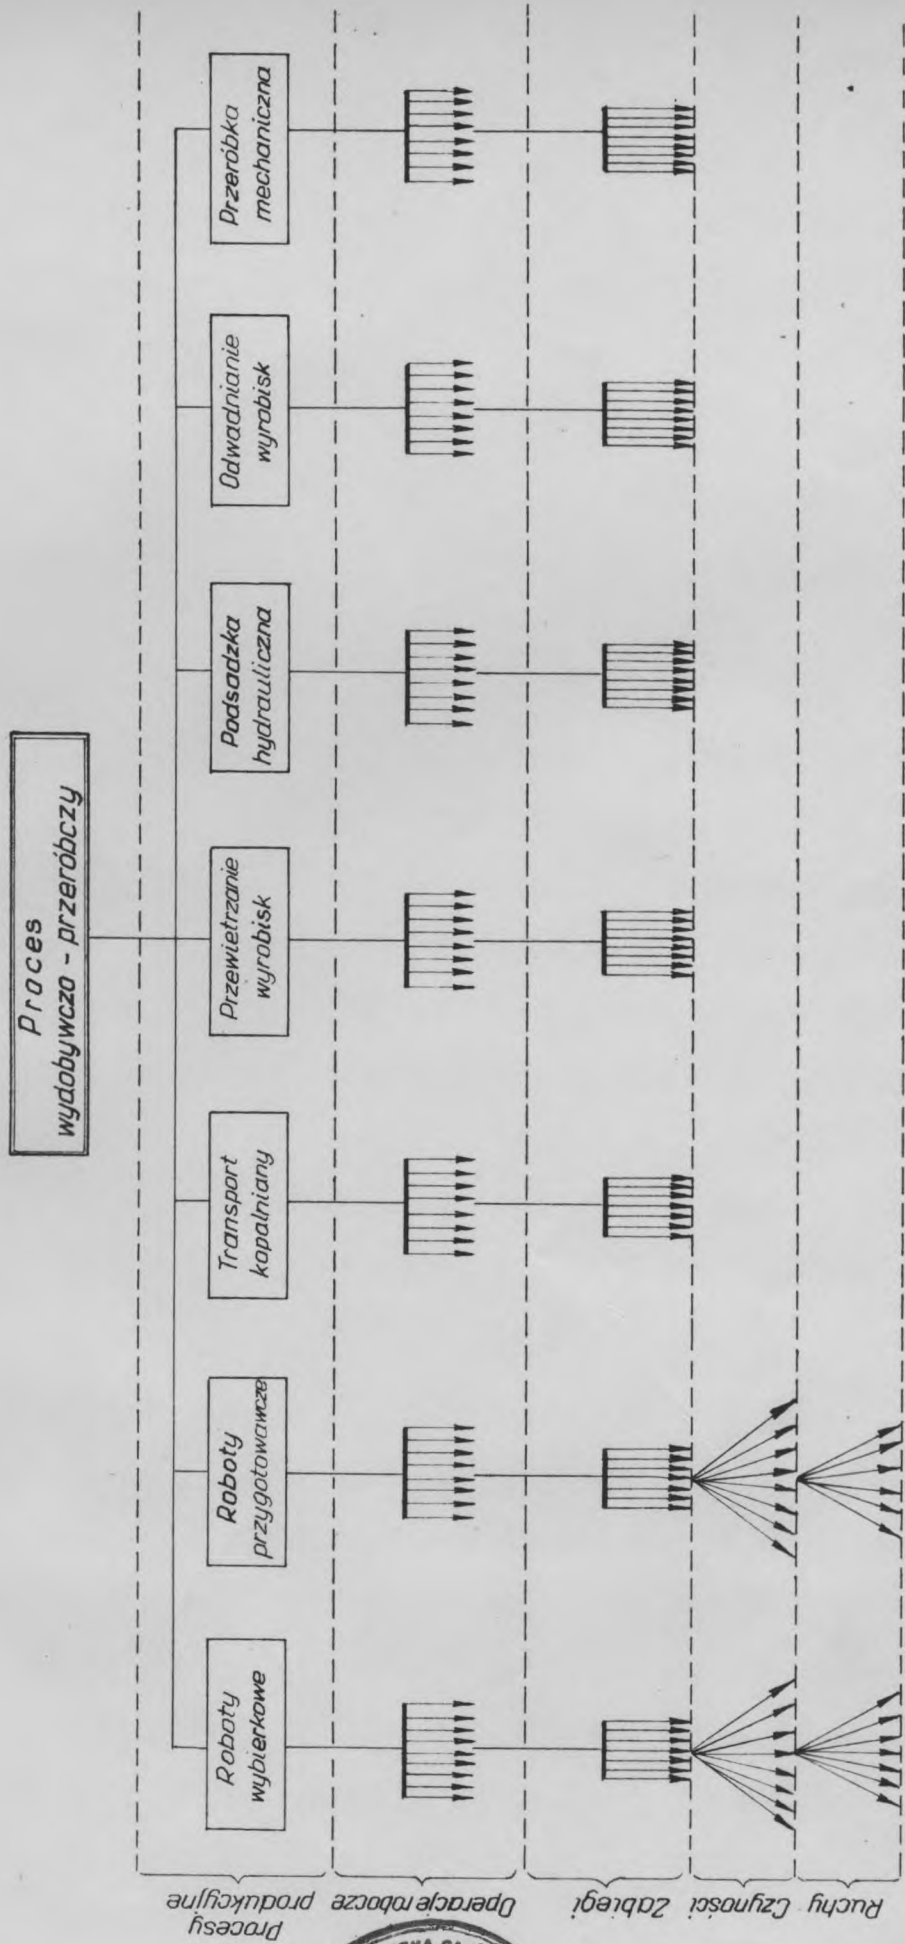 Proces
wydobywczo - przeróbczy
Roboty
wybierkowe
Roboty
przygotowawcze
Transport
kopalniany
Przewietrzanie
wyrobisk
Podsadzka
hydrauliczna
Odwadnianie
wyrobisk
Przeróbka
mechaniczna
Procesy
produkcyjne
Operacje robocze
Zabiegi
Czyności
Ruchy